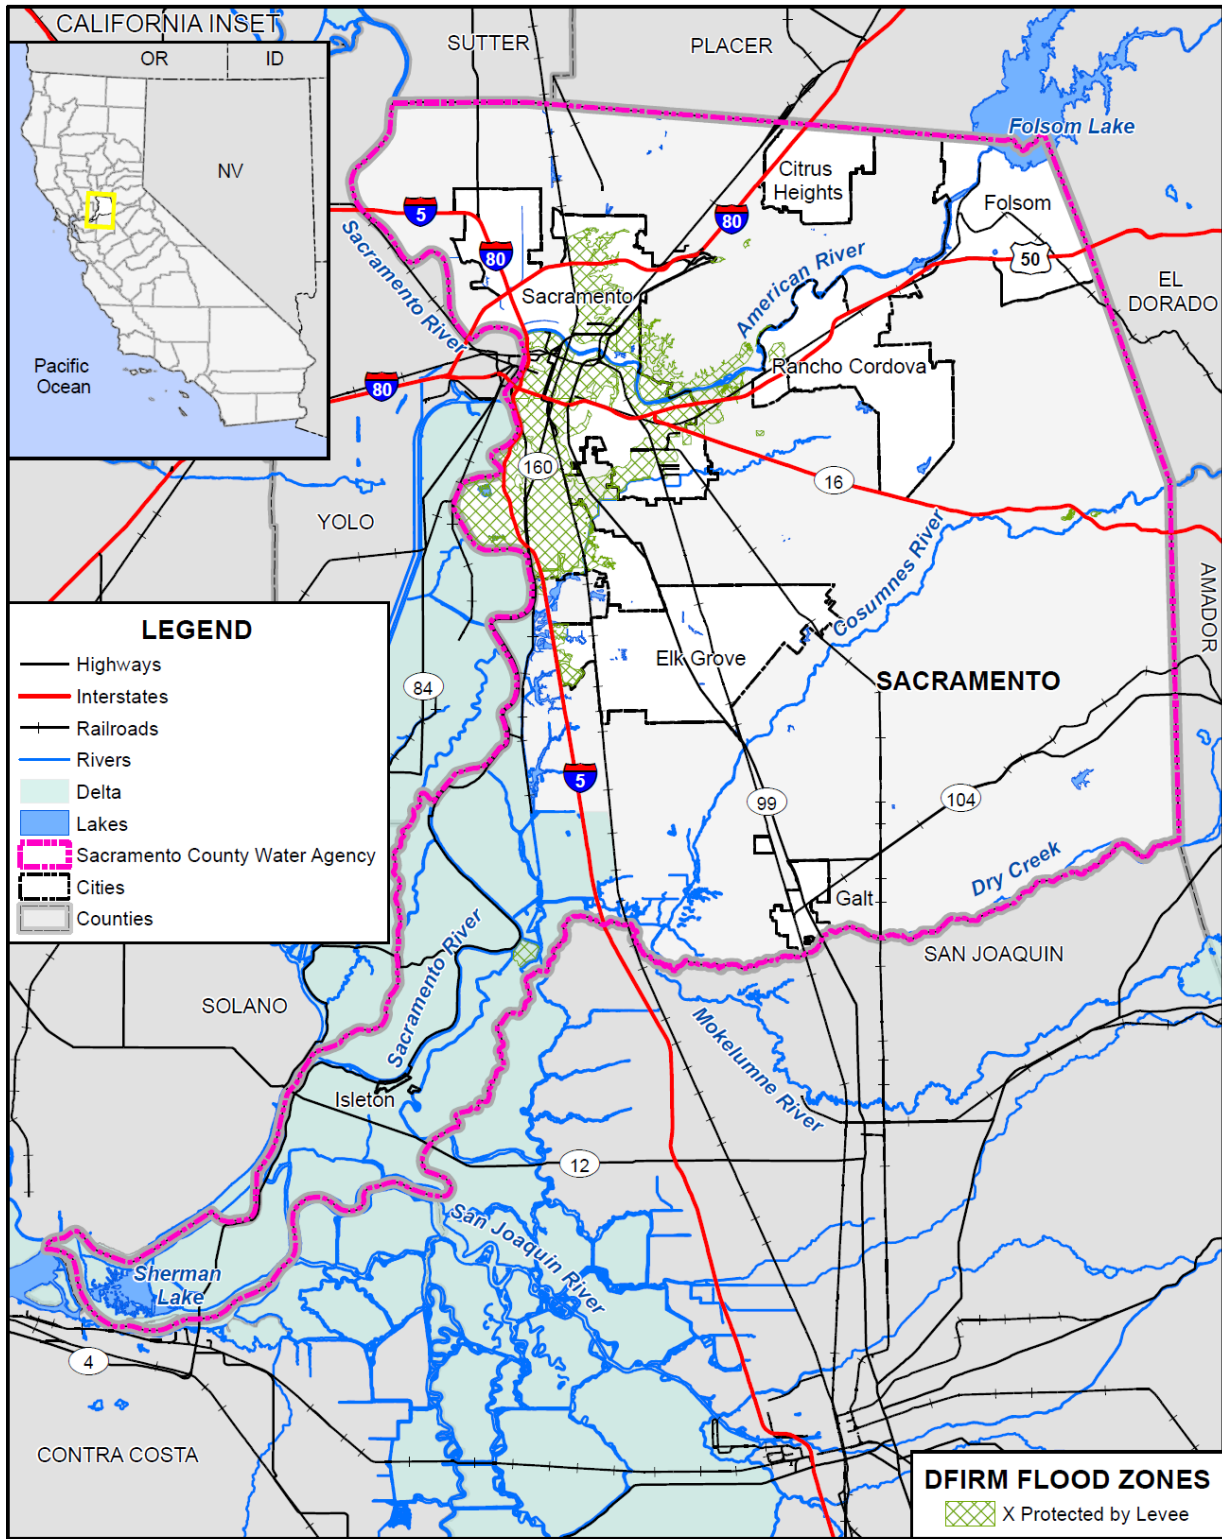 CALIFORNIA INSET
OR
ID
NV
Pacific
Ocean
SUTTER
PLACER
Folsom Lake
Citrus
Heights
Folsom
5
80
80
50
Sacramento River
Sacramento
American River
EL
DORADO
80
Rancho Cordova
160
16
YOLO
Cosumnes River
AMADOR
LEGEND
Highways
Interstates
Railroads
Rivers
Delta
Lakes
Sacramento County Water Agency
Cities
Counties
Elk Grove
SACRAMENTO
84
5
99
104
Dry Creek
Galt
SAN JOAQUIN
Sacramento River
SOLANO
Mokelumne River
Isleton
12
San Joaquin River
Sherman
Lake
4
CONTRA COSTA
DFIRM FLOOD ZONES
X Protected by Levee